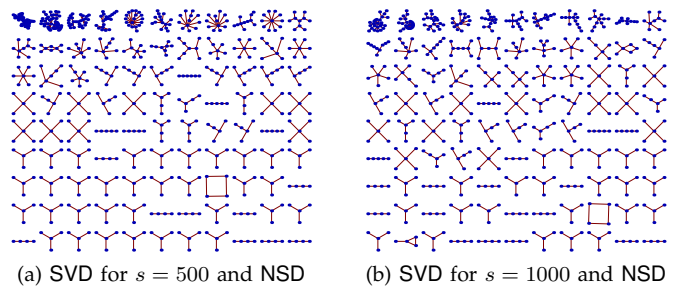 (a) SVD for s = 500 and NSD
(b) SVD for s = 1000 and NSD